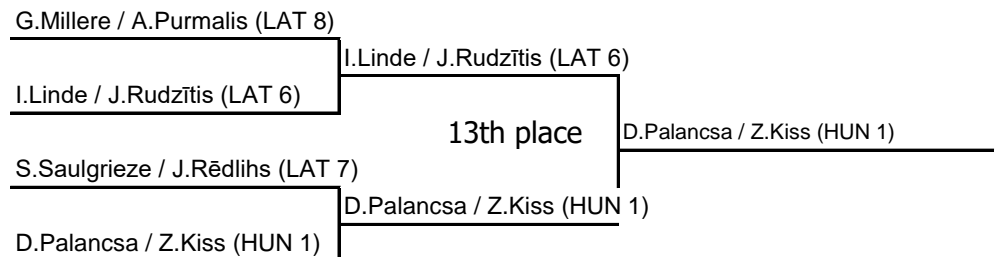 G.Millere / A.Purmalis (LAT 8)
I.Linde / J.Rudzītis (LAT 6)
I.Linde / J.Rudzītis (LAT 6)
13th place
D.Palancsa / Z.Kiss (HUN 1)
S.Saulgrieze / J.Rēdlihs (LAT 7)
D.Palancsa / Z.Kiss (HUN 1)
D.Palancsa / Z.Kiss (HUN 1)